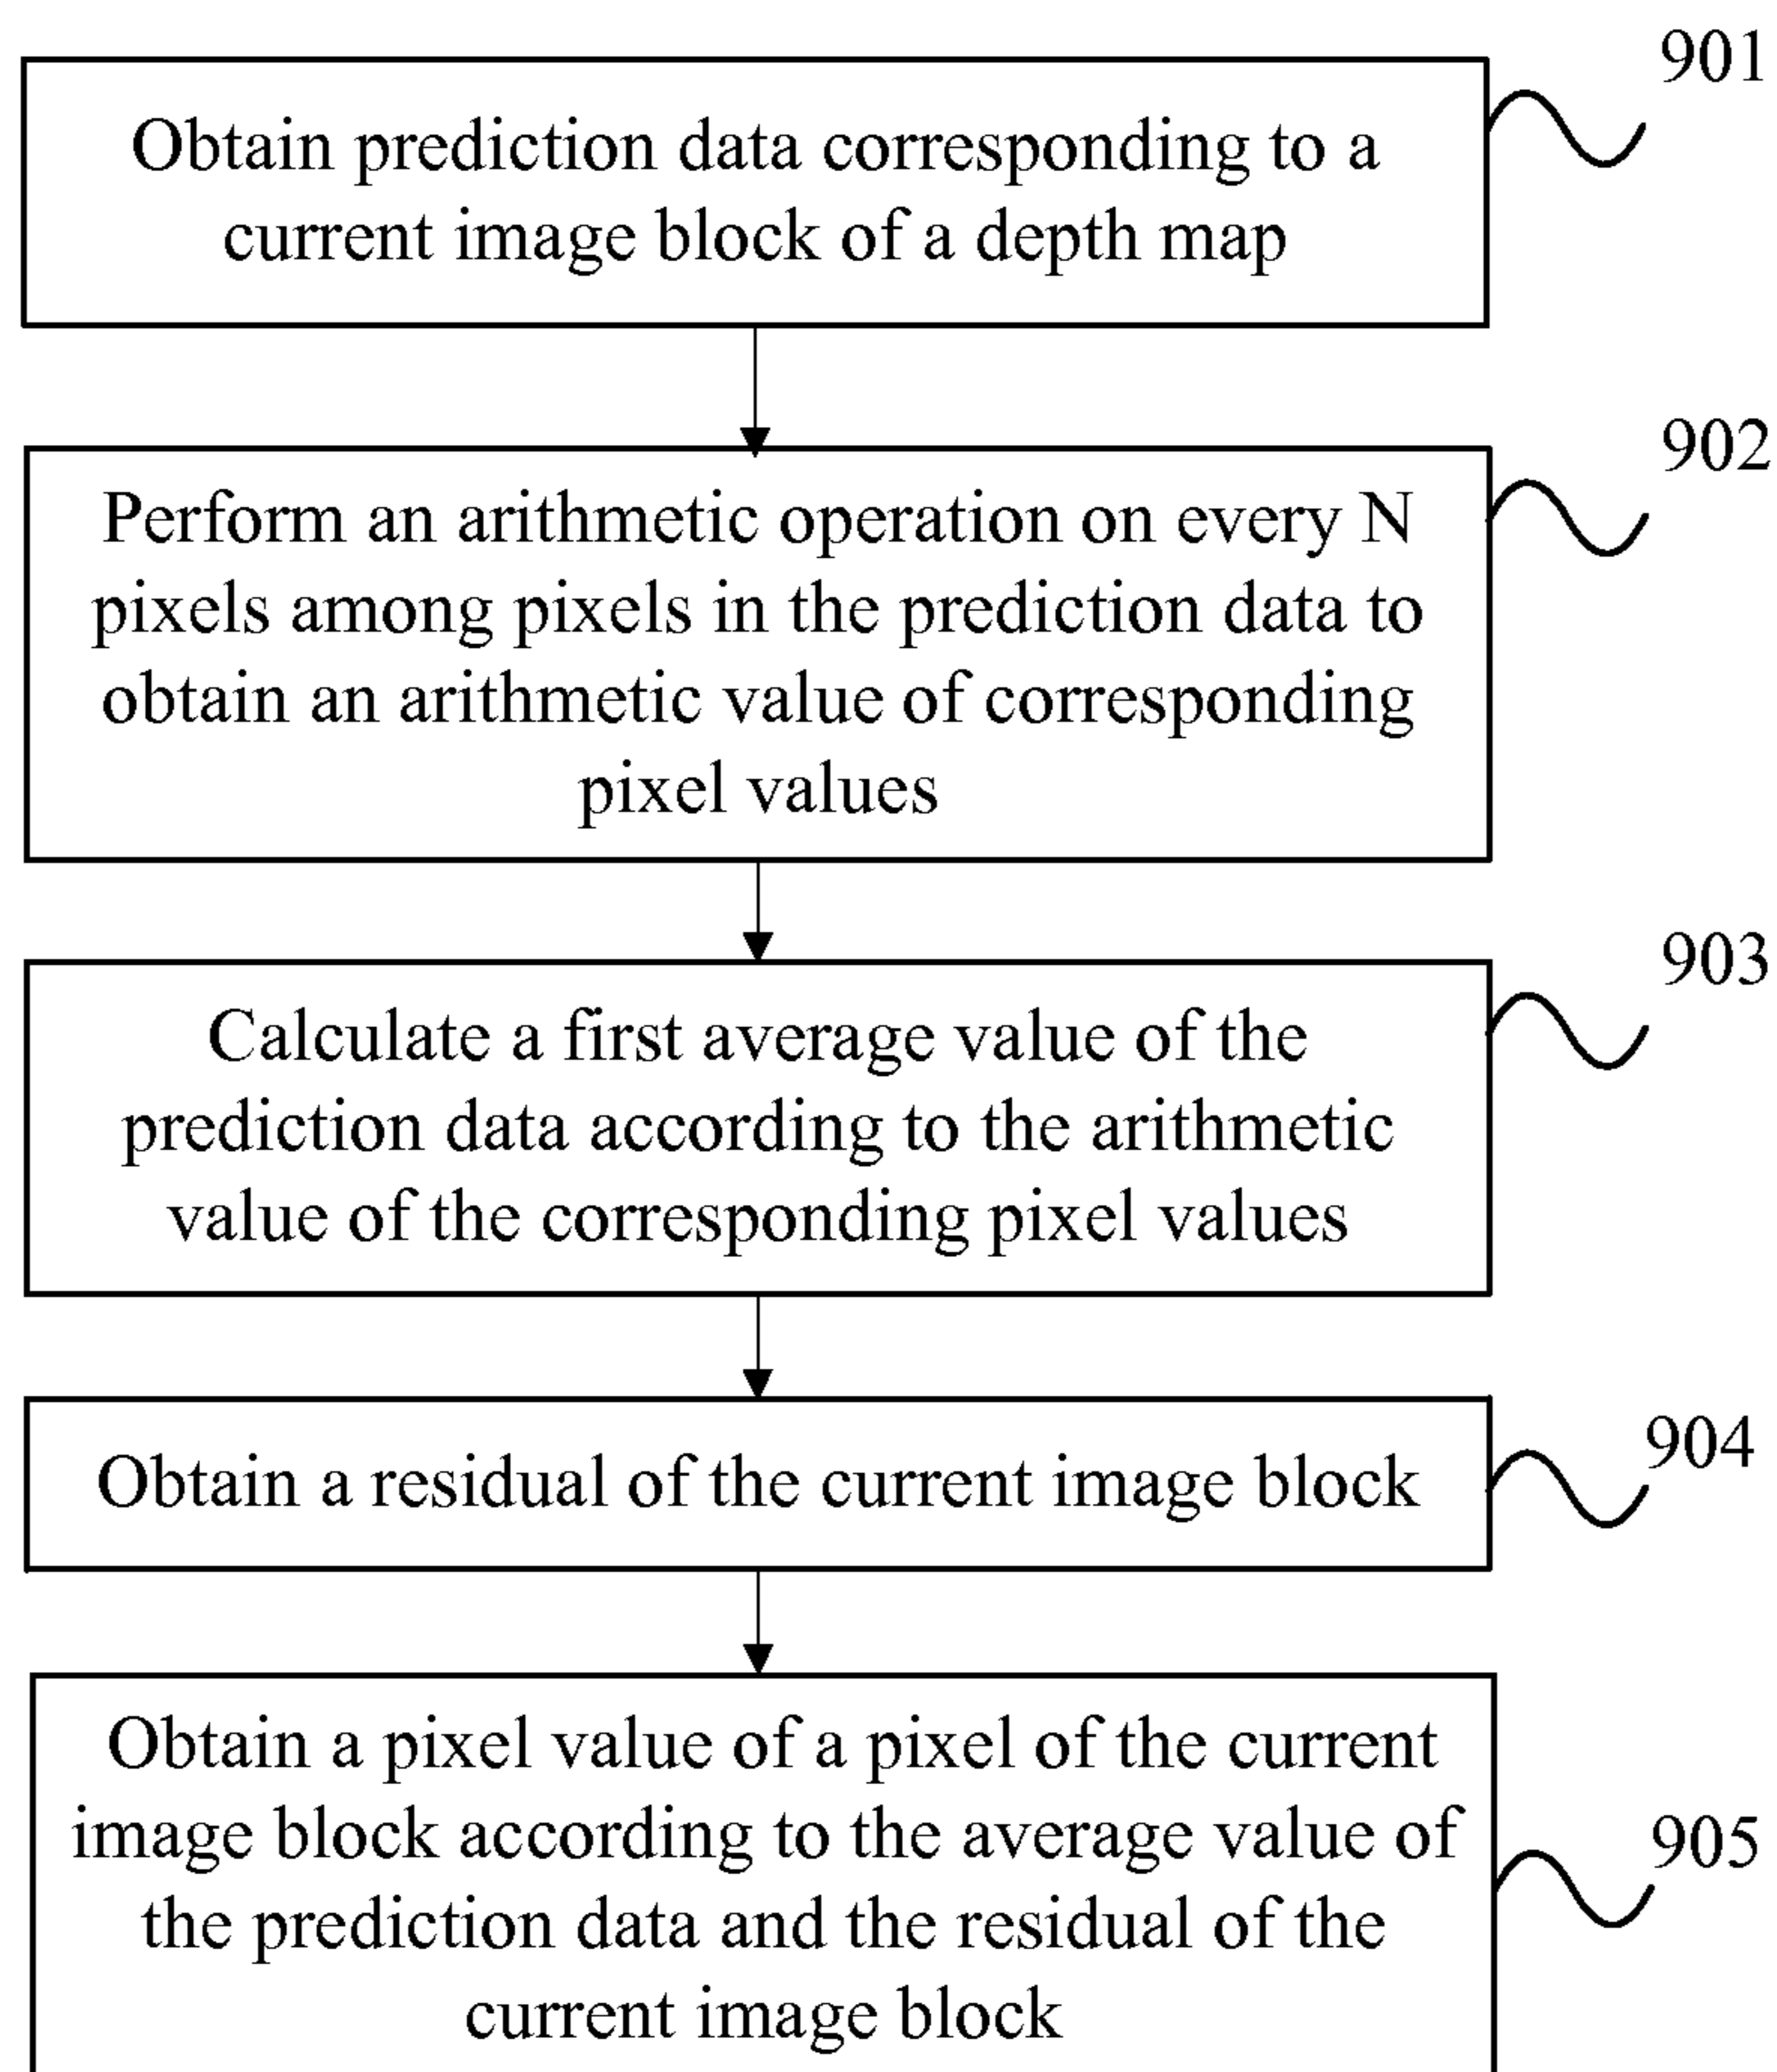 901
Obtain prediction data corresponding to a
current image block of a depth map
902
Perform an arithmetic operation on every N
pixels among pixels in the prediction data to
obtain an arithmetic value of corresponding
pixel values
903
Calculate a first average value of the
prediction data according to the arithmetic
value of the corresponding pixel values
904
Obtain a residual of the current image block
Obtain a pixel value of a pixel of the current
image block according to the average value of
905
the prediction data and the residual of the
current image block